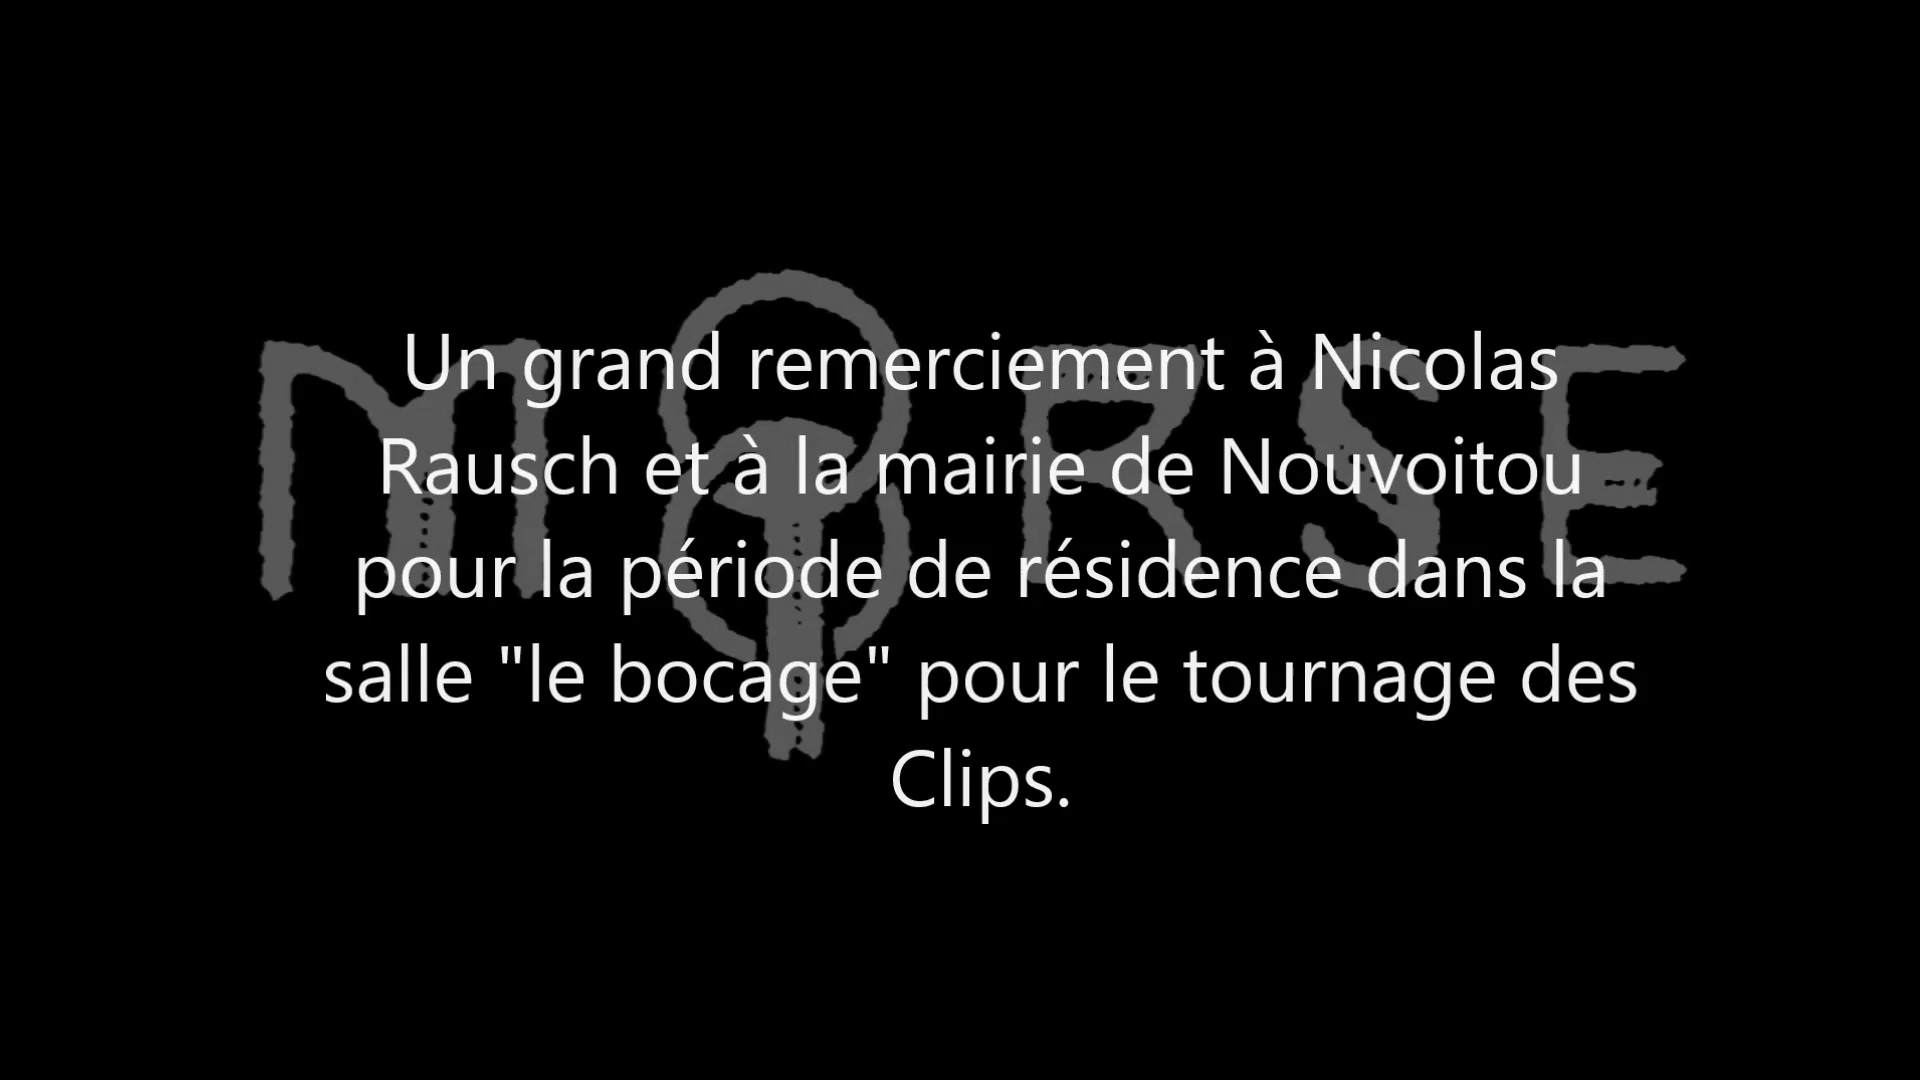 MORSE
Un grand remerciement à Nicolas
Rausch et à la mairie de Nouvoitou
pour la période de résidence dans la
salle "le bocage" pour le tournage des
Clips.